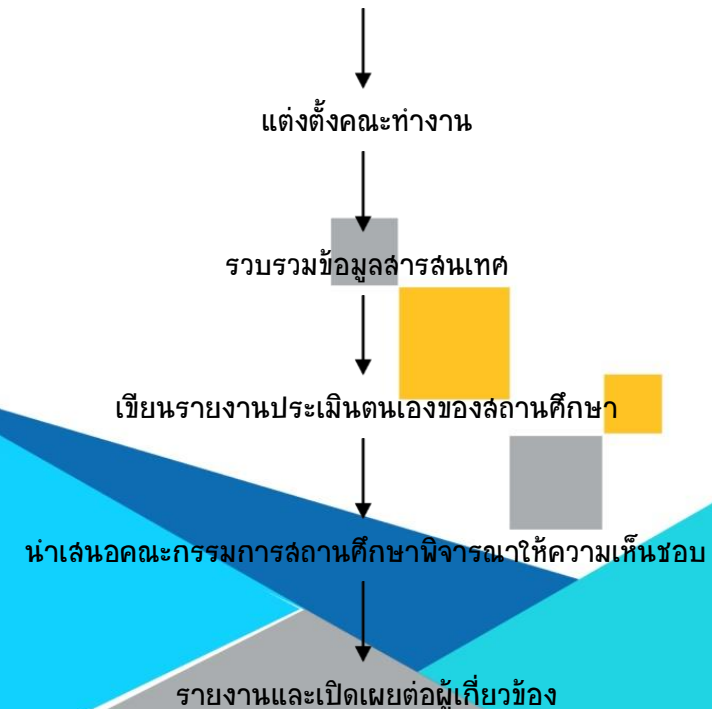 แต่งตั้งคณะทำงาน
รวบรวมข้อมูลสารสนเทศ
เขียนรายงานประเมินตนเองของสถานศึกษา
นำเสนอคณะกรรมการสถานศึกษาพิจารณาให้ความเห็นชอบ
รายงานและเปิดเผยต่อผู้เกี่ยวข้อง